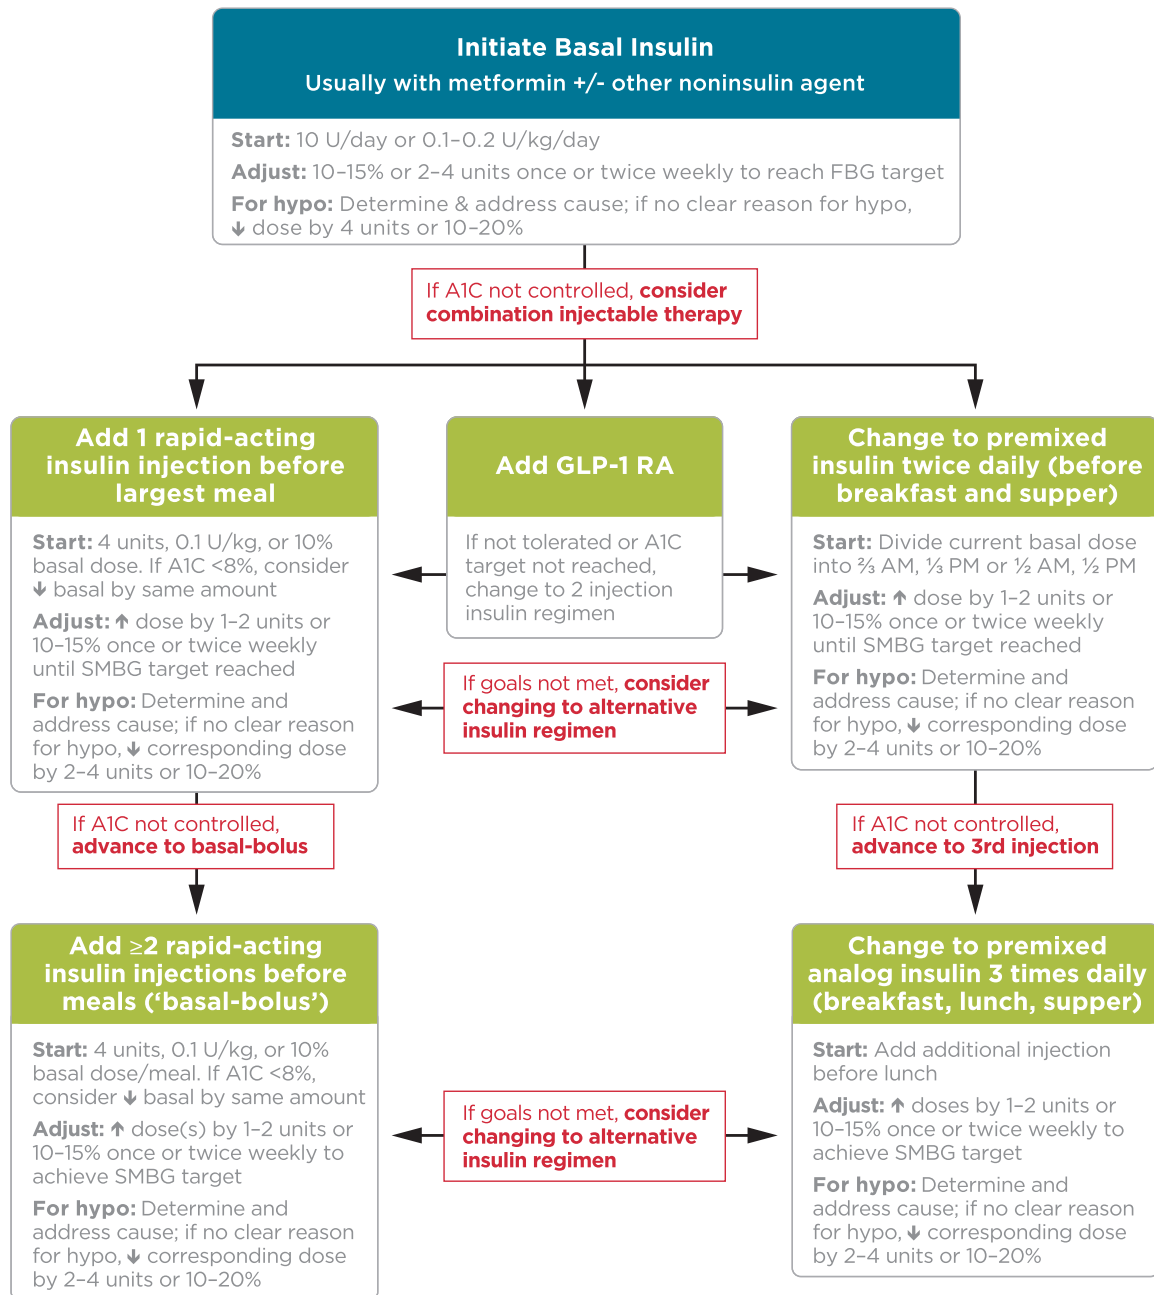 Initiate Basal Insulin
Usually with metformin +/- other noninsulin agent
Start: 10 U/day or 0.1–0.2 U/kg/day
Adjust: 10–15% or 2–4 units once or twice weekly to reach FBG target
For hypo: Determine & address cause; if no clear reason for hypo,
↓ dose by 4 units or 10–20%
If A1C not controlled, consider
combination injectable therapy
Add 1 rapid-acting
insulin injection before
largest meal
Start: 4 units, 0.1 U/kg, or 10%
basal dose. If A1C <8%, consider
↓ basal by same amount
Adjust: ↑ dose by 1–2 units or
10–15% once or twice weekly
until SMBG target reached
For hypo: Determine and
address cause; if no clear reason
for hypo, ↓ corresponding dose
by 2–4 units or 10–20%
Add GLP-1 RA
If not tolerated or A1C
target not reached,
change to 2 injection
insulin regimen
If goals not met, consider
changing to alternative
insulin regimen
Change to premixed
insulin twice daily (before
breakfast and supper)
Start: Divide current basal dose
into ⅔ AM, ⅓ PM or ½ AM, ½ PM
Adjust: ↑ dose by 1–2 units or
10–15% once or twice weekly
until SMBG target reached
For hypo: Determine and
address cause; if no clear reason
for hypo, ↓ corresponding dose
by 2–4 units or 10–20%
If A1C not controlled,
advance to basal-bolus
If A1C not controlled,
advance to 3rd injection
Add ≥2 rapid-acting
insulin injections before
meals (‘basal-bolus’)
Start: 4 units, 0.1 U/kg, or 10%
basal dose/meal. If A1C <8%,
consider ↓ basal by same amount
Adjust: ↑ dose(s) by 1–2 units or
10–15% once or twice weekly to
achieve SMBG target
For hypo: Determine and
address cause; if no clear reason
for hypo, ↓ corresponding dose
by 2–4 units or 10–20%
If goals not met, consider
changing to alternative
insulin regimen
Change to premixed
analog insulin 3 times daily
(breakfast, lunch, supper)
Start: Add additional injection
before lunch
Adjust: ↑ doses by 1–2 units or
10–15% once or twice weekly to
achieve SMBG target
For hypo: Determine and
address cause; if no clear reason
for hypo, ↓ corresponding dose
by 2–4 units or 10–20%